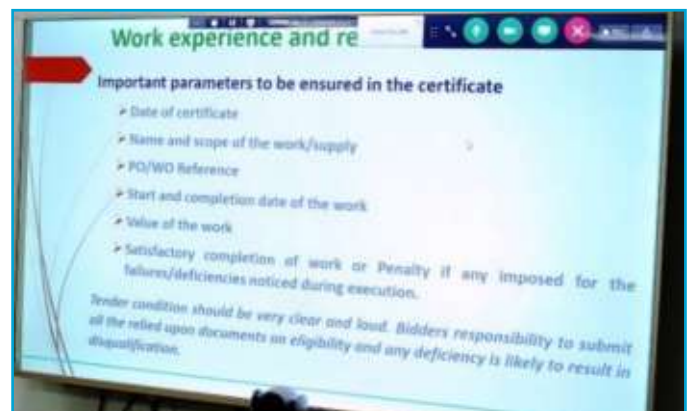 Work experience and re
Important parameters to be ensured in the certificate
Date of certificate
Name and scope of the work/supply
PO/WO Reference
Start and completion date of the work
Value of the work
Satisfactory completion of work or Penalty if any imposed for the
failures/deficiencies noticed during execution.
Tender condition should be very clear and loud. Bidders responsibility to submit
all the relied upon documents on eligibility and any deficiency is likely to result in
disqualification.